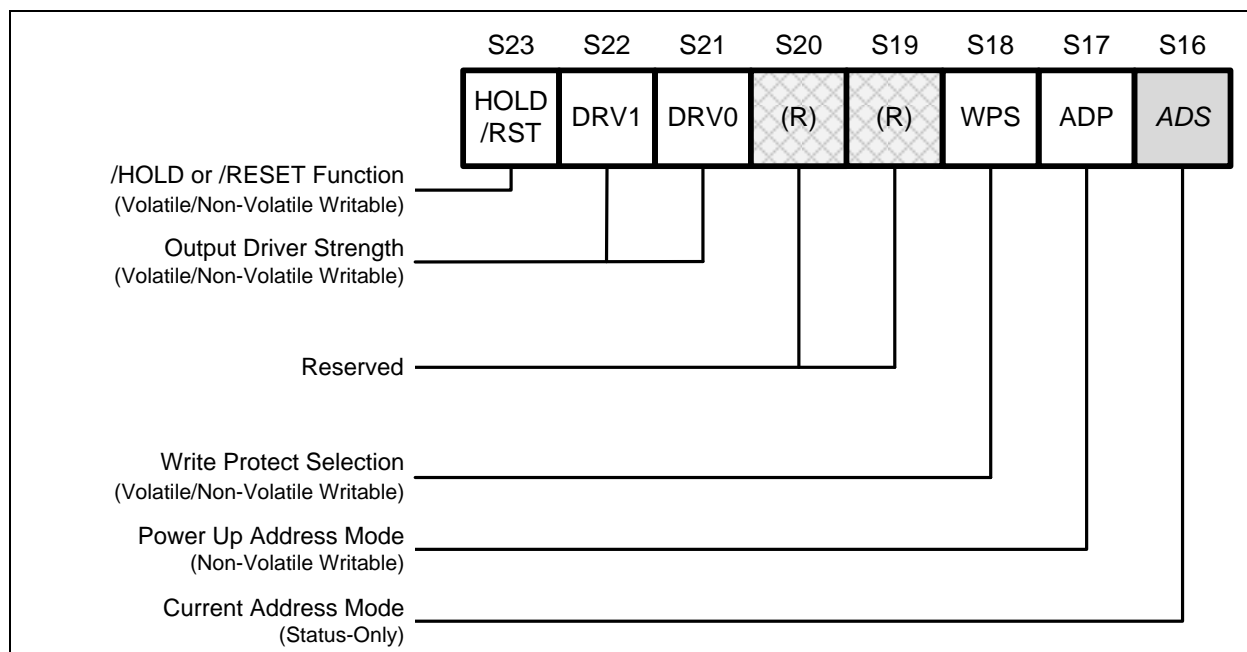 S23 S22 S21 S20 S19 S18 S17 S16
HOLD
/RST DRV1 DRV0 (R) (R) WPS ADP ADS
/HOLD or /RESET Function
(Volatile/Non-Volatile Writable)
Output Driver Strength
(Volatile/Non-Volatile Writable)
Reserved
Write Protect Selection
(Volatile/Non-Volatile Writable)
Power Up Address Mode
(Non-Volatile Writable)
Current Address Mode
(Status-Only)